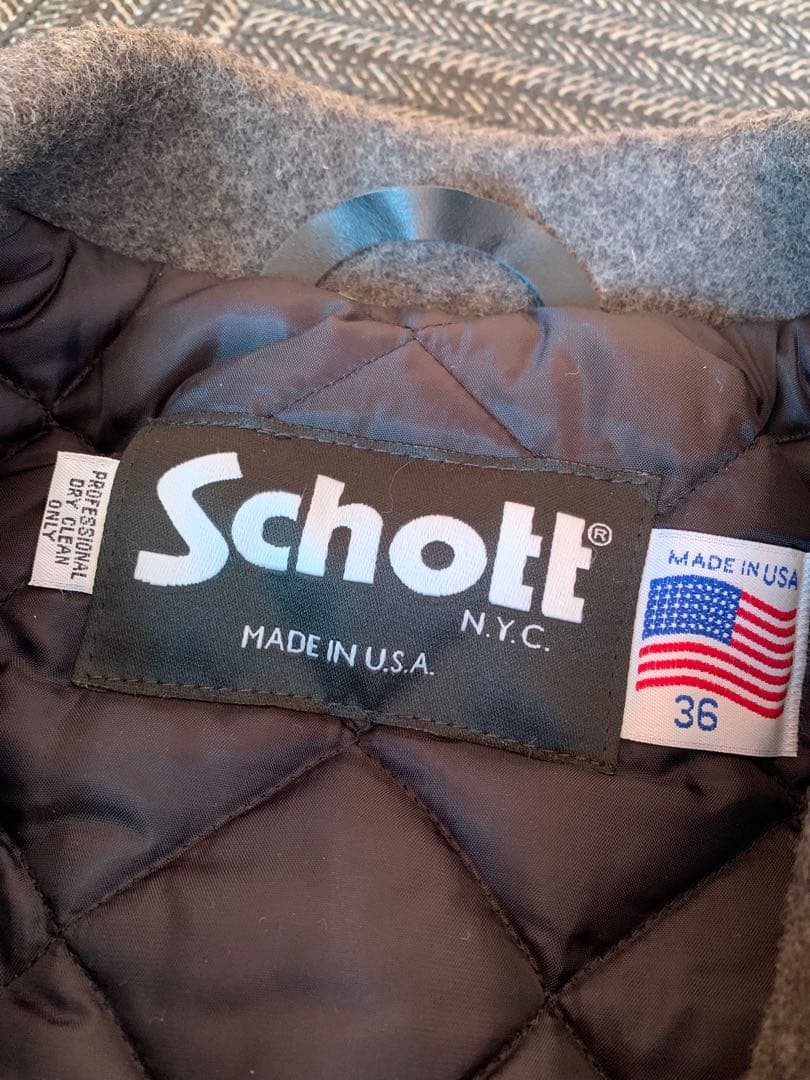 PROFESSIONAL
DRY CLEAN
ONLY
Schott®
N.Y.C.
MADE IN U.S.A.
MADE IN USA
36